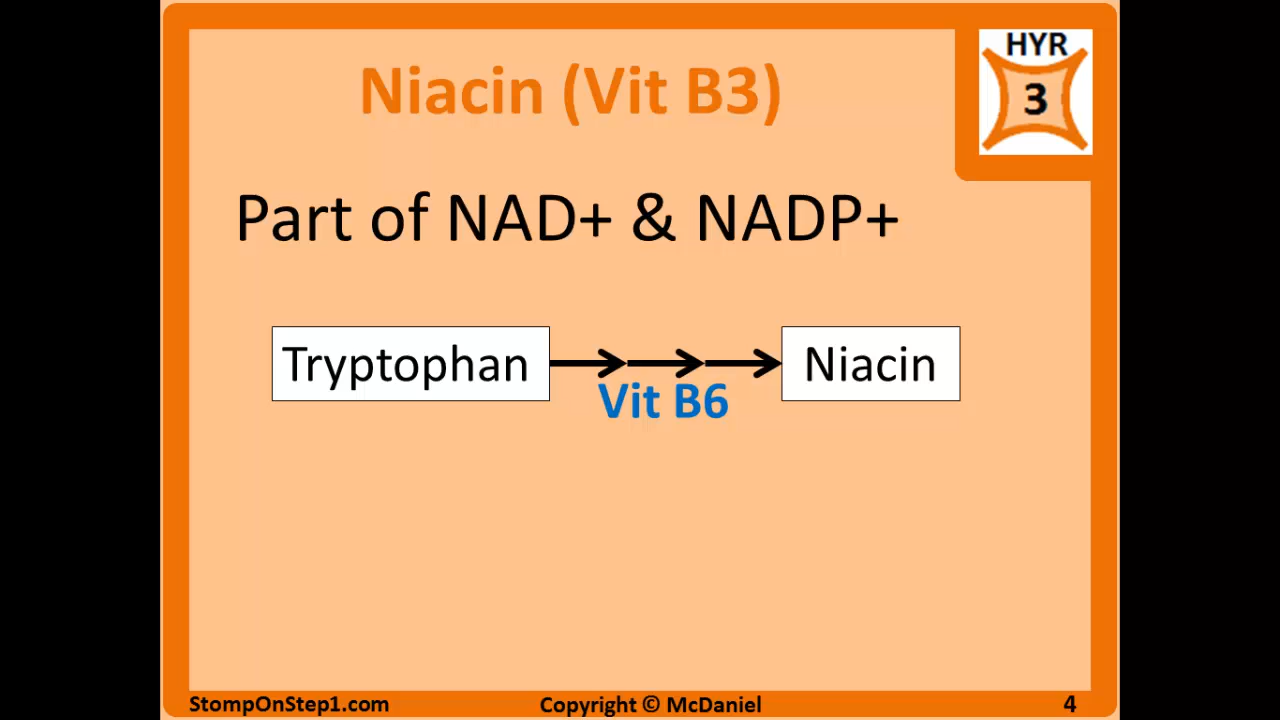 Niacin (Vit B3)
HYR
3
Part of NAD+ & NADP+
Tryptophan
Niacin
Vit B6
StompOnStep1.com
Copyright © McDaniel
4